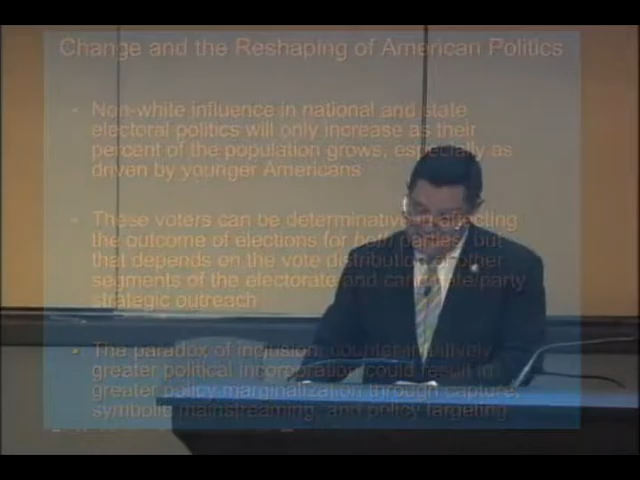 Change and the Reshaping of American Politics
- Non-white influence in national and state
electoral politics will only increase as their
percent of the population grows, especially as
driven by younger Americans
- These voters can be determinative in affecting
the outcome of elections for both parties, but
that depends on the vote distribution of other
segments of the electorate and candidate/party
strategic outreach
• The paradox of inclusion: counterintuitively
greater political incorporation could result in
greater policy marginalization through capture,
symbolic mainstreaming, and policy targeting